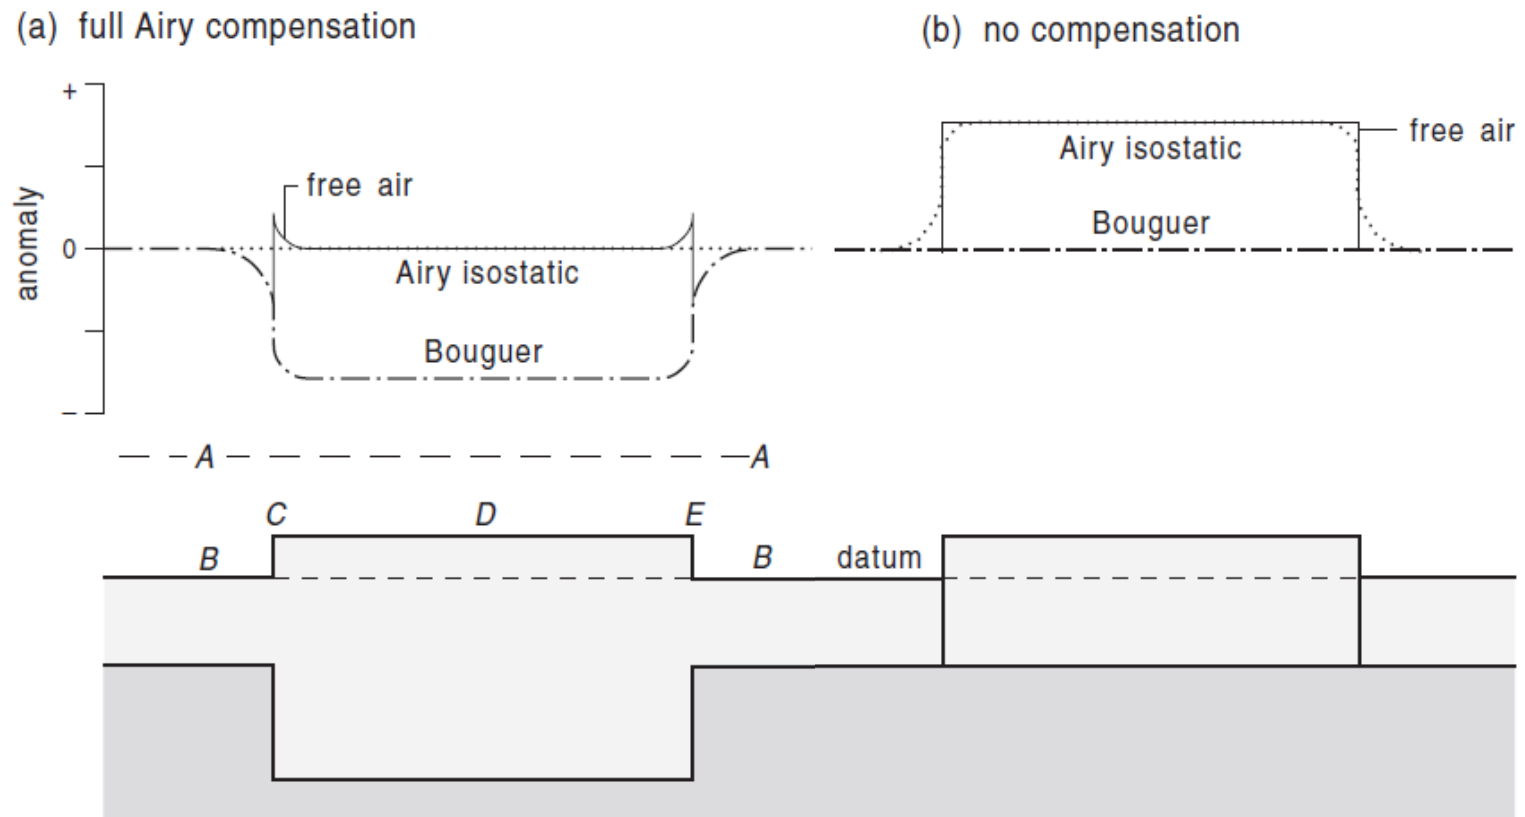 (a) full Airy compensation
(b) no compensation
+
0
–
anomaly
free air
Airy isostatic
Bouguer
free air
Airy isostatic
Bouguer
A A
C D E
B B datum